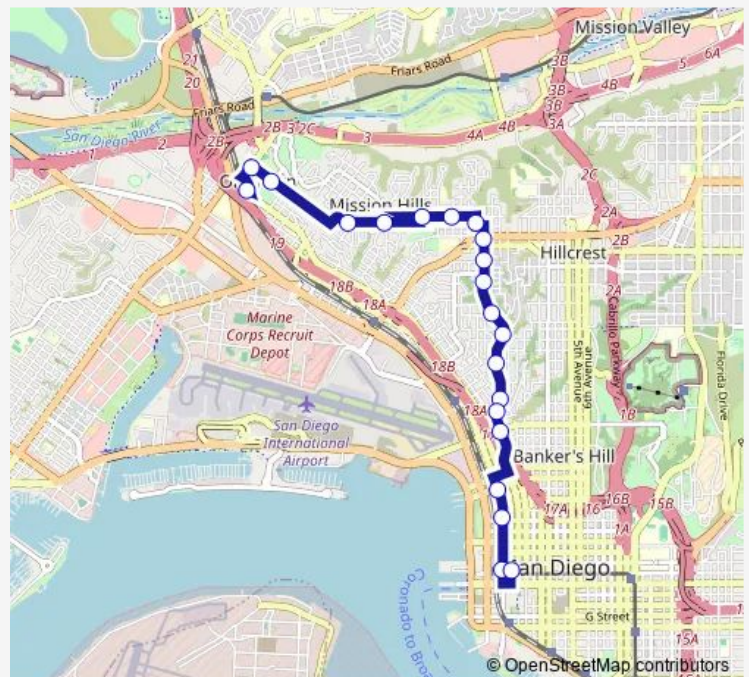 Mission Valley
21
20
3B
6A
5
4B
Friars Road
3B
Friars Road
San Diego River
2B
3
2C
3
4A
4B
3B
3A
1
2
2B
2C
Mission Hills
2A
19
2B
Hillcrest
18B
2A
18A
Marine
Corps Recruit
Depot
Cabrillo Parkway
5th Avenue
6th Avenue
Florida Drive
18B
18A
1B
San Diego
International
Airport
Banker's Hill
17A
16
16B
15B
1A
San Diego
G Street
Coronado to Bro
15A
© OpenStreetMap contributors